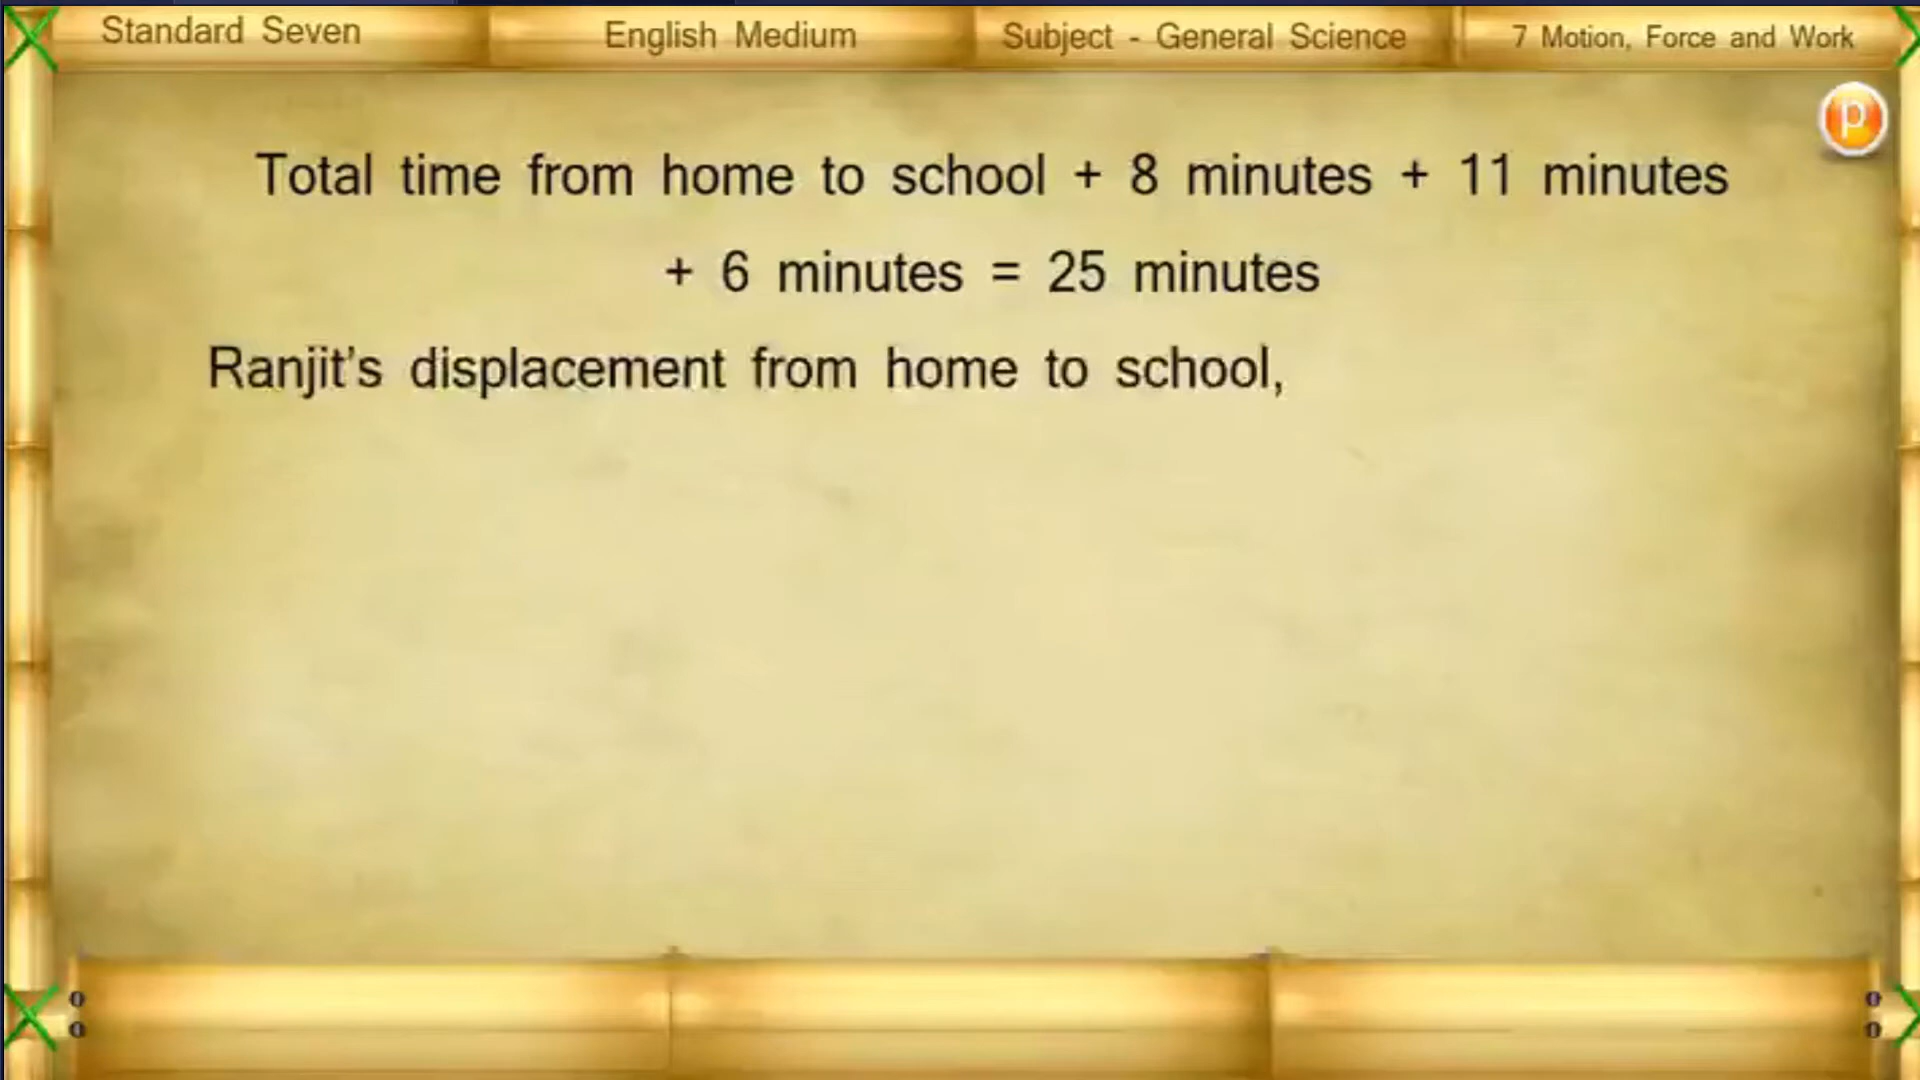 Standard Seven English Medium Subject - General Science 7 Motion, Force and Work
p
Total time from home to school + 8 minutes + 11 minutes
+ 6 minutes = 25 minutes
Ranjit's displacement from home to school,